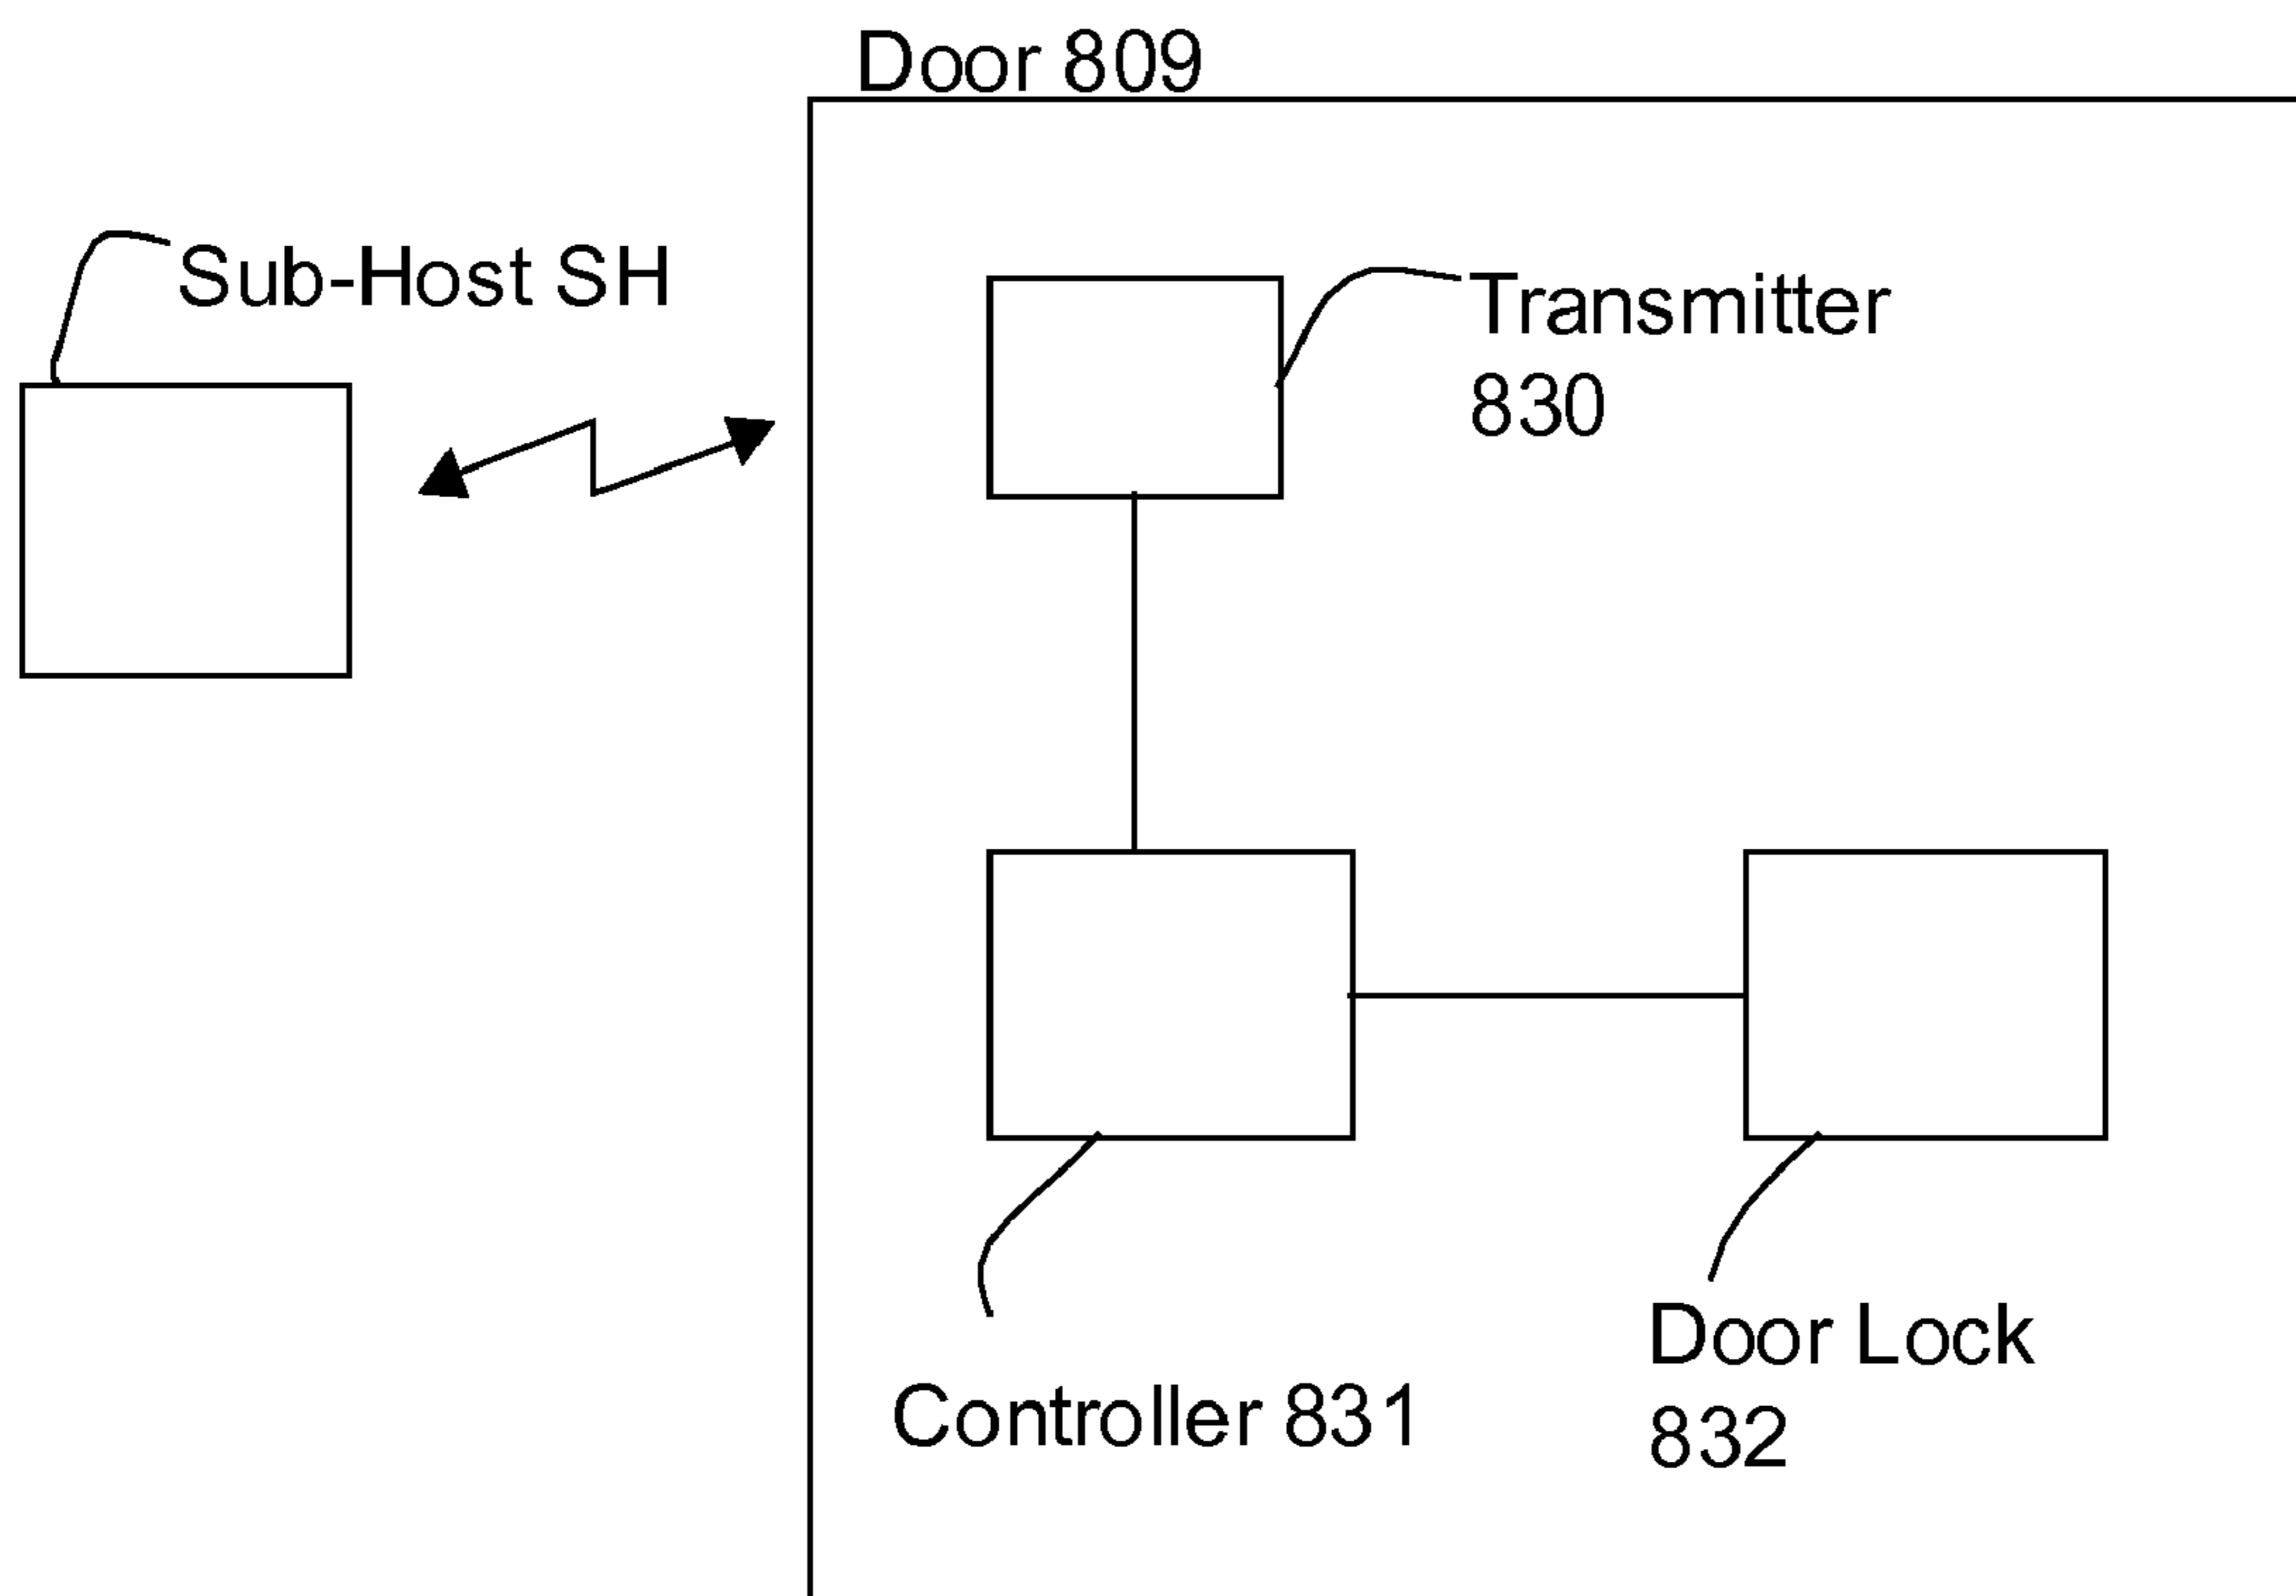 Door 809
Sub-Host SH
Transmitter
830
Controller 831
Door Lock
832